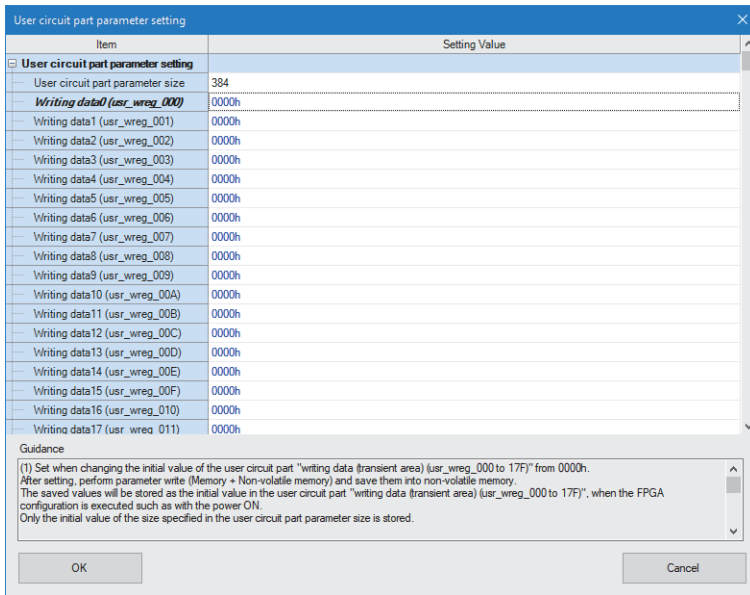 User circuit part parameter setting
Item Setting Value
User circuit part parameter setting
User circuit part parameter size 384
Writing data0 (usr_wreg_000) 0000h
Writing data1 (usr_wreg_001) 0000h
Writing data2 (usr_wreg_002) 0000h
Writing data3 (usr_wreg_003) 0000h
Writing data4 (usr_wreg_004) 0000h
Writing data5 (usr_wreg_005) 0000h
Writing data6 (usr_wreg_006) 0000h
Writing data7 (usr_wreg_007) 0000h
Writing data8 (usr_wreg_008) 0000h
Writing data9 (usr_wreg_009) 0000h
Writing data10 (usr_wreg_00A) 0000h
Writing data11 (usr_wreg_00B) 0000h
Writing data12 (usr_wreg_00C) 0000h
Writing data13 (usr_wreg_00D) 0000h
Writing data14 (usr_wreg_00E) 0000h
Writing data15 (usr_wreg_00F) 0000h
Writing data16 (usr_wreg_010) 0000h
Writing data17 (usr_wreg_011) 0000h
Guidance
(1) Set when changing the initial value of the user circuit part "writing data (transient area) (usr_wreg_000 to 17F)" from 0000h.
After setting, perform parameter write (Memory + Non-volatile memory) and save them into non-volatile memory.
The saved values will be stored as the initial value in the user circuit part "writing data (transient area) (usr_wreg_000 to 17F)", when the FPGA
configuration is executed such as with the power ON.
Only the initial value of the size specified in the user circuit part parameter size is stored.
OK Cancel